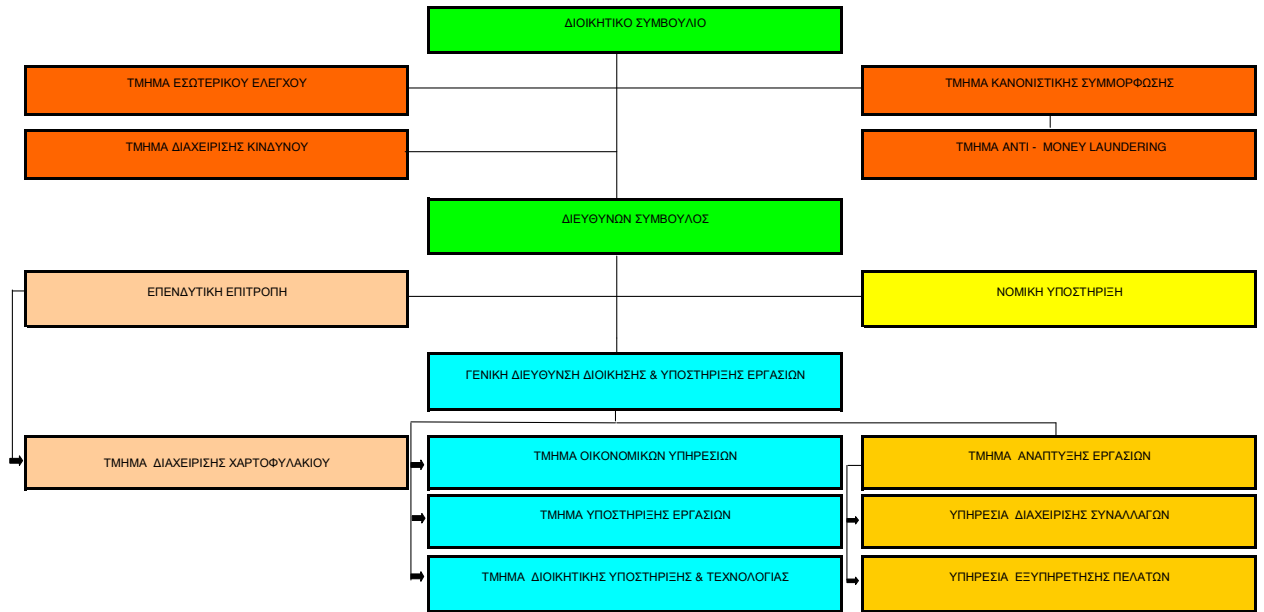 ΔΙΟΙΚΗΤΙΚΟ ΣΥΜΒΟΥΛΙΟ
ΤΜΗΜΑ ΕΣΩΤΕΡΙΚΟΥ ΕΛΕΓΧΟΥ
ΤΜΗΜΑ ΚΑΝΟΝΙΣΤΙΚΗΣ ΣΥΜΜΟΡΦΩΣΗΣ
ΤΜΗΜΑ ΔΙΑΧΕΙΡΙΣΗΣ ΚΙΝΔΥΝΟΥ
ΤΜΗΜΑ ANTI - MONEY LAUNDERING
ΔΙΕΥΘΥΝΩΝ ΣΥΜΒΟΥΛΟΣ
ΕΠΕΝΔΥΤΙΚΗ ΕΠΙΤΡΟΠΗ
ΝΟΜΙΚΗ ΥΠΟΣΤΗΡΙΞΗ
ΓΕΝΙΚΗ ΔΙΕΥΘΥΝΣΗ ΔΙΟΙΚΗΣΗΣ & ΥΠΟΣΤΗΡΙΞΗΣ ΕΡΓΑΣΙΩΝ
ΤΜΗΜΑ ΔΙΑΧΕΙΡΙΣΗΣ ΧΑΡΤΟΦΥΛΑΚΙΟΥ
ΤΜΗΜΑ ΟΙΚΟΝΟΜΙΚΩΝ ΥΠΗΡΕΣΙΩΝ
ΤΜΗΜΑ ΑΝΑΠΤΥΞΗΣ ΕΡΓΑΣΙΩΝ
ΤΜΗΜΑ ΥΠΟΣΤΗΡΙΞΗΣ ΕΡΓΑΣΙΩΝ
ΥΠΗΡΕΣΙΑ ΔΙΑΧΕΙΡΙΣΗΣ ΣΥΝΑΛΛΑΓΩΝ
ΤΜΗΜΑ ΔΙΟΙΚΗΤΙΚΗΣ ΥΠΟΣΤΗΡΙΞΗΣ & ΤΕΧΝΟΛΟΓΙΑΣ
ΥΠΗΡΕΣΙΑ ΕΞΥΠΗΡΕΤΗΣΗΣ ΠΕΛΑΤΩΝ